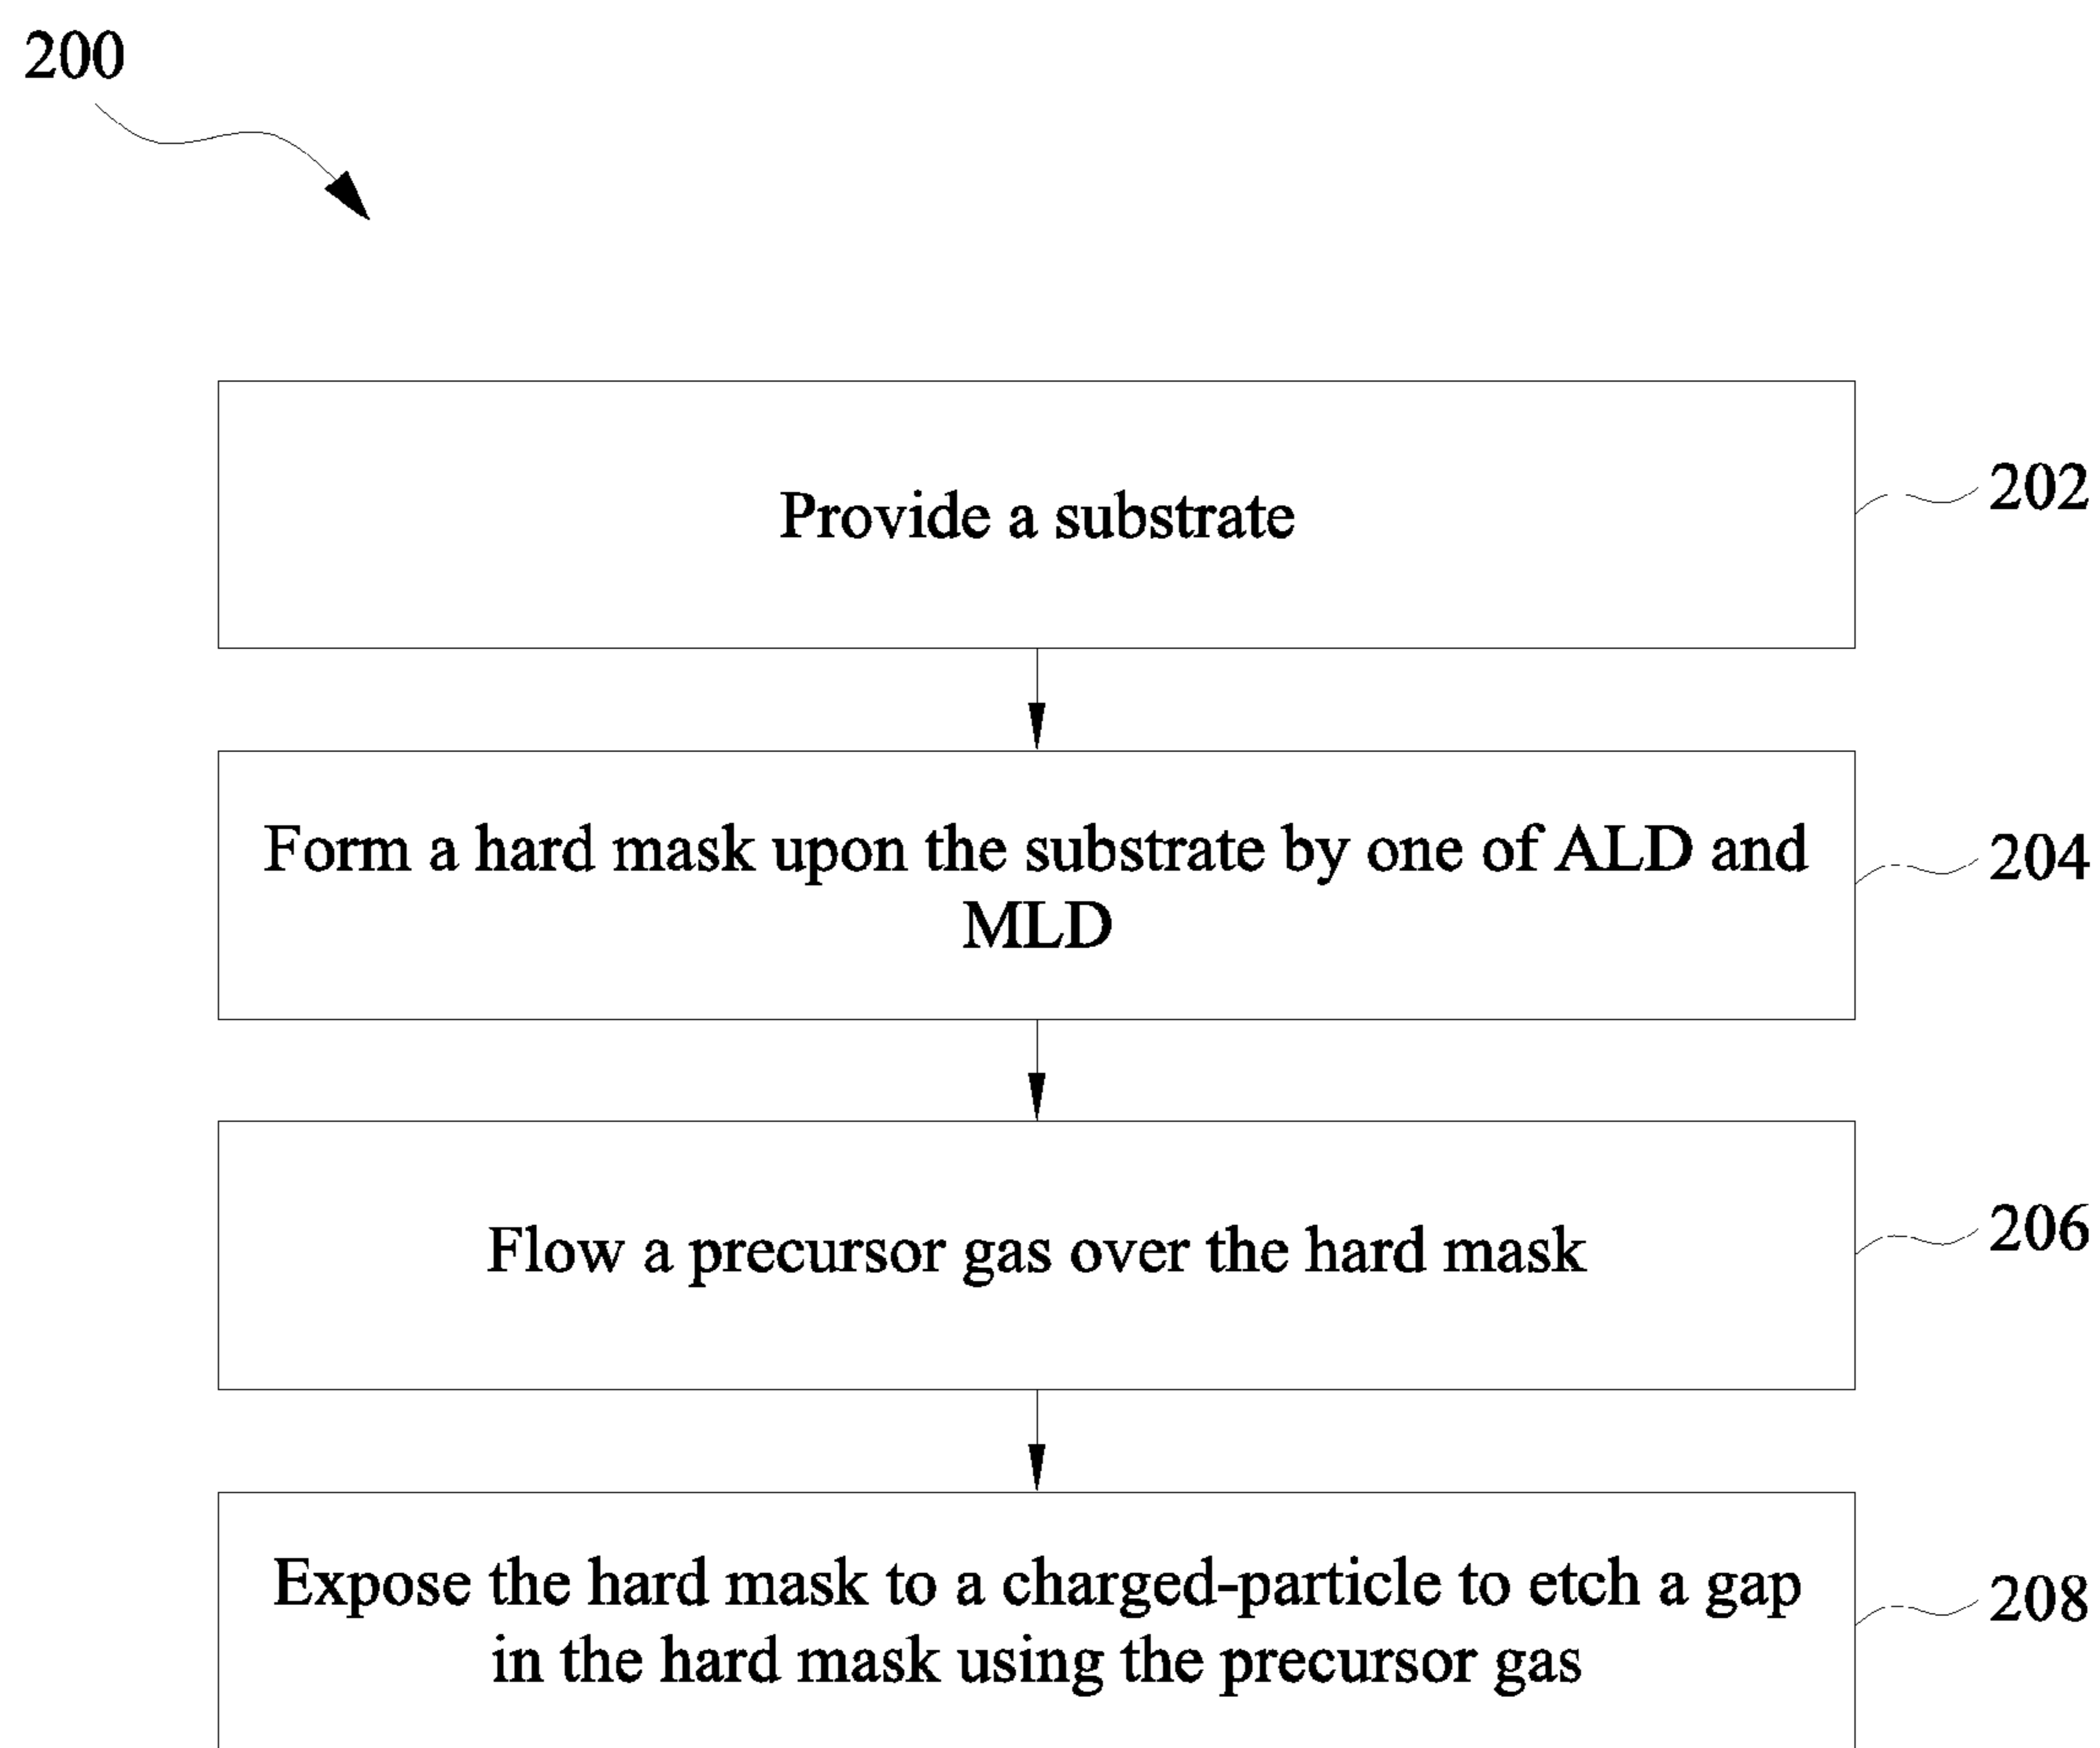 200
Provide a substrate
202
Form a hard mask upon the substrate by one of ALD and
MLD
204
Flow a precursor gas over the hard mask
206
Expose the hard mask to a charged-particle to etch a gap
in the hard mask using the precursor gas
208